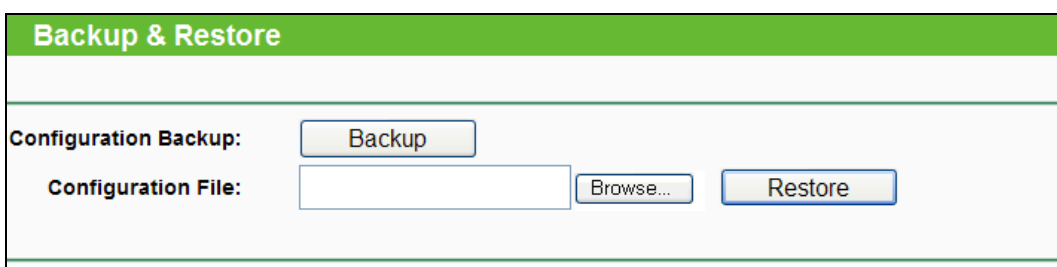 Backup & Restore
Configuration Backup: Backup
Configuration File: Browse... Restore